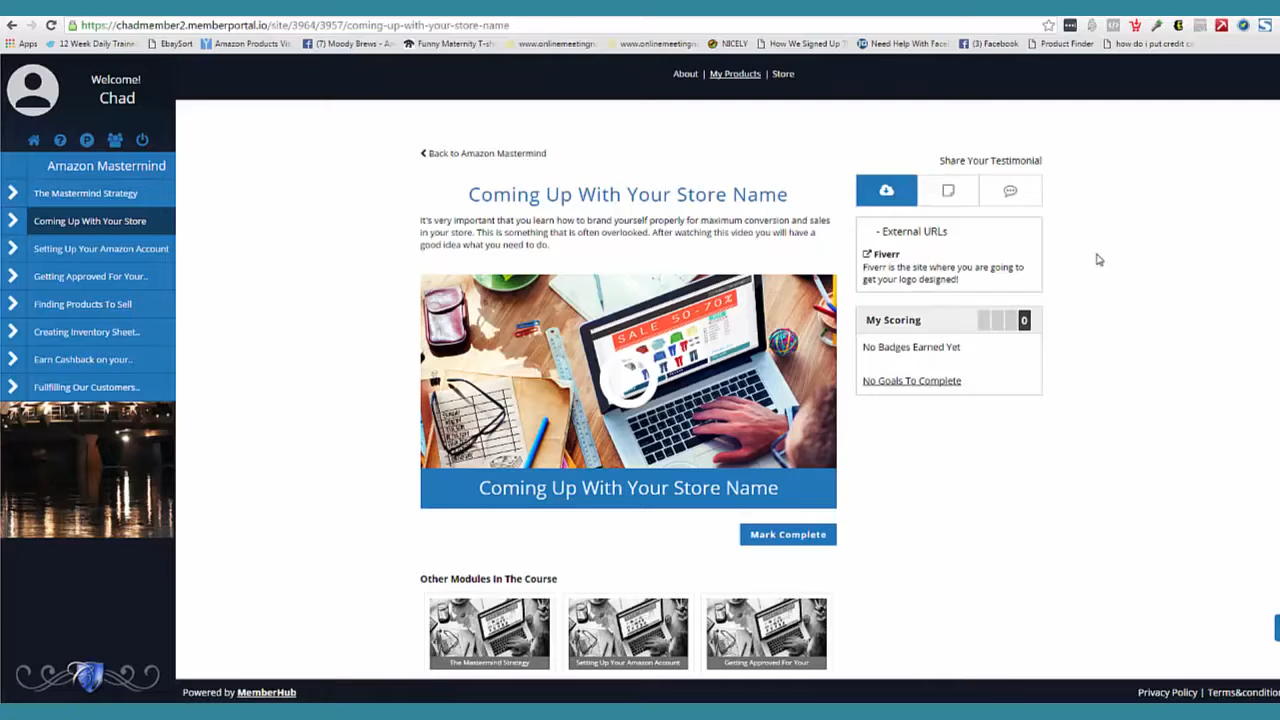 https://chadmember2.memberportal.io/site/3964/3957/coming-up-with-your-store-name
Apps
12 Week Daily Traine
EbaySort
Amazon Products Vi
(7) Moody Brews - An
Funny Maternity T-sh
www.onlinemeetingn
www.onlinemeetingn
NICELY
How We Signed Up T
Need Help With Face
(3) Facebook
Product Finder
how do i put credit c
Welcome!
Chad
About | My Products | Store
Amazon Mastermind
The Mastermind Strategy
Coming Up With Your Store
Setting Up Your Amazon Account
Getting Approved For Your..
Finding Products To Sell
Creating Inventory Sheet...
Earn Cashback on your..
Fullfilling Our Customers..
Back to Amazon Mastermind
Coming Up With Your Store Name
It's very important that you learn how to brand yourself properly for maximum conversion and sales
in your store. This is something that is often overlooked. After watching this video you will have a
good idea what you need to do.
SALE 50-70%
Coming Up With Your Store Name
Mark Complete
Other Modules In The Course
The Mastermind Strategy
Setting Up Your Amazon Account
Getting Approved For Your
Share Your Testimonial
- External URLs
Fiverr
Fiverr is the site where you are going to
get your logo designed!
My Scoring
0
No Badges Earned Yet
No Goals To Complete
Powered by MemberHub
Privacy Policy | Terms&conditio